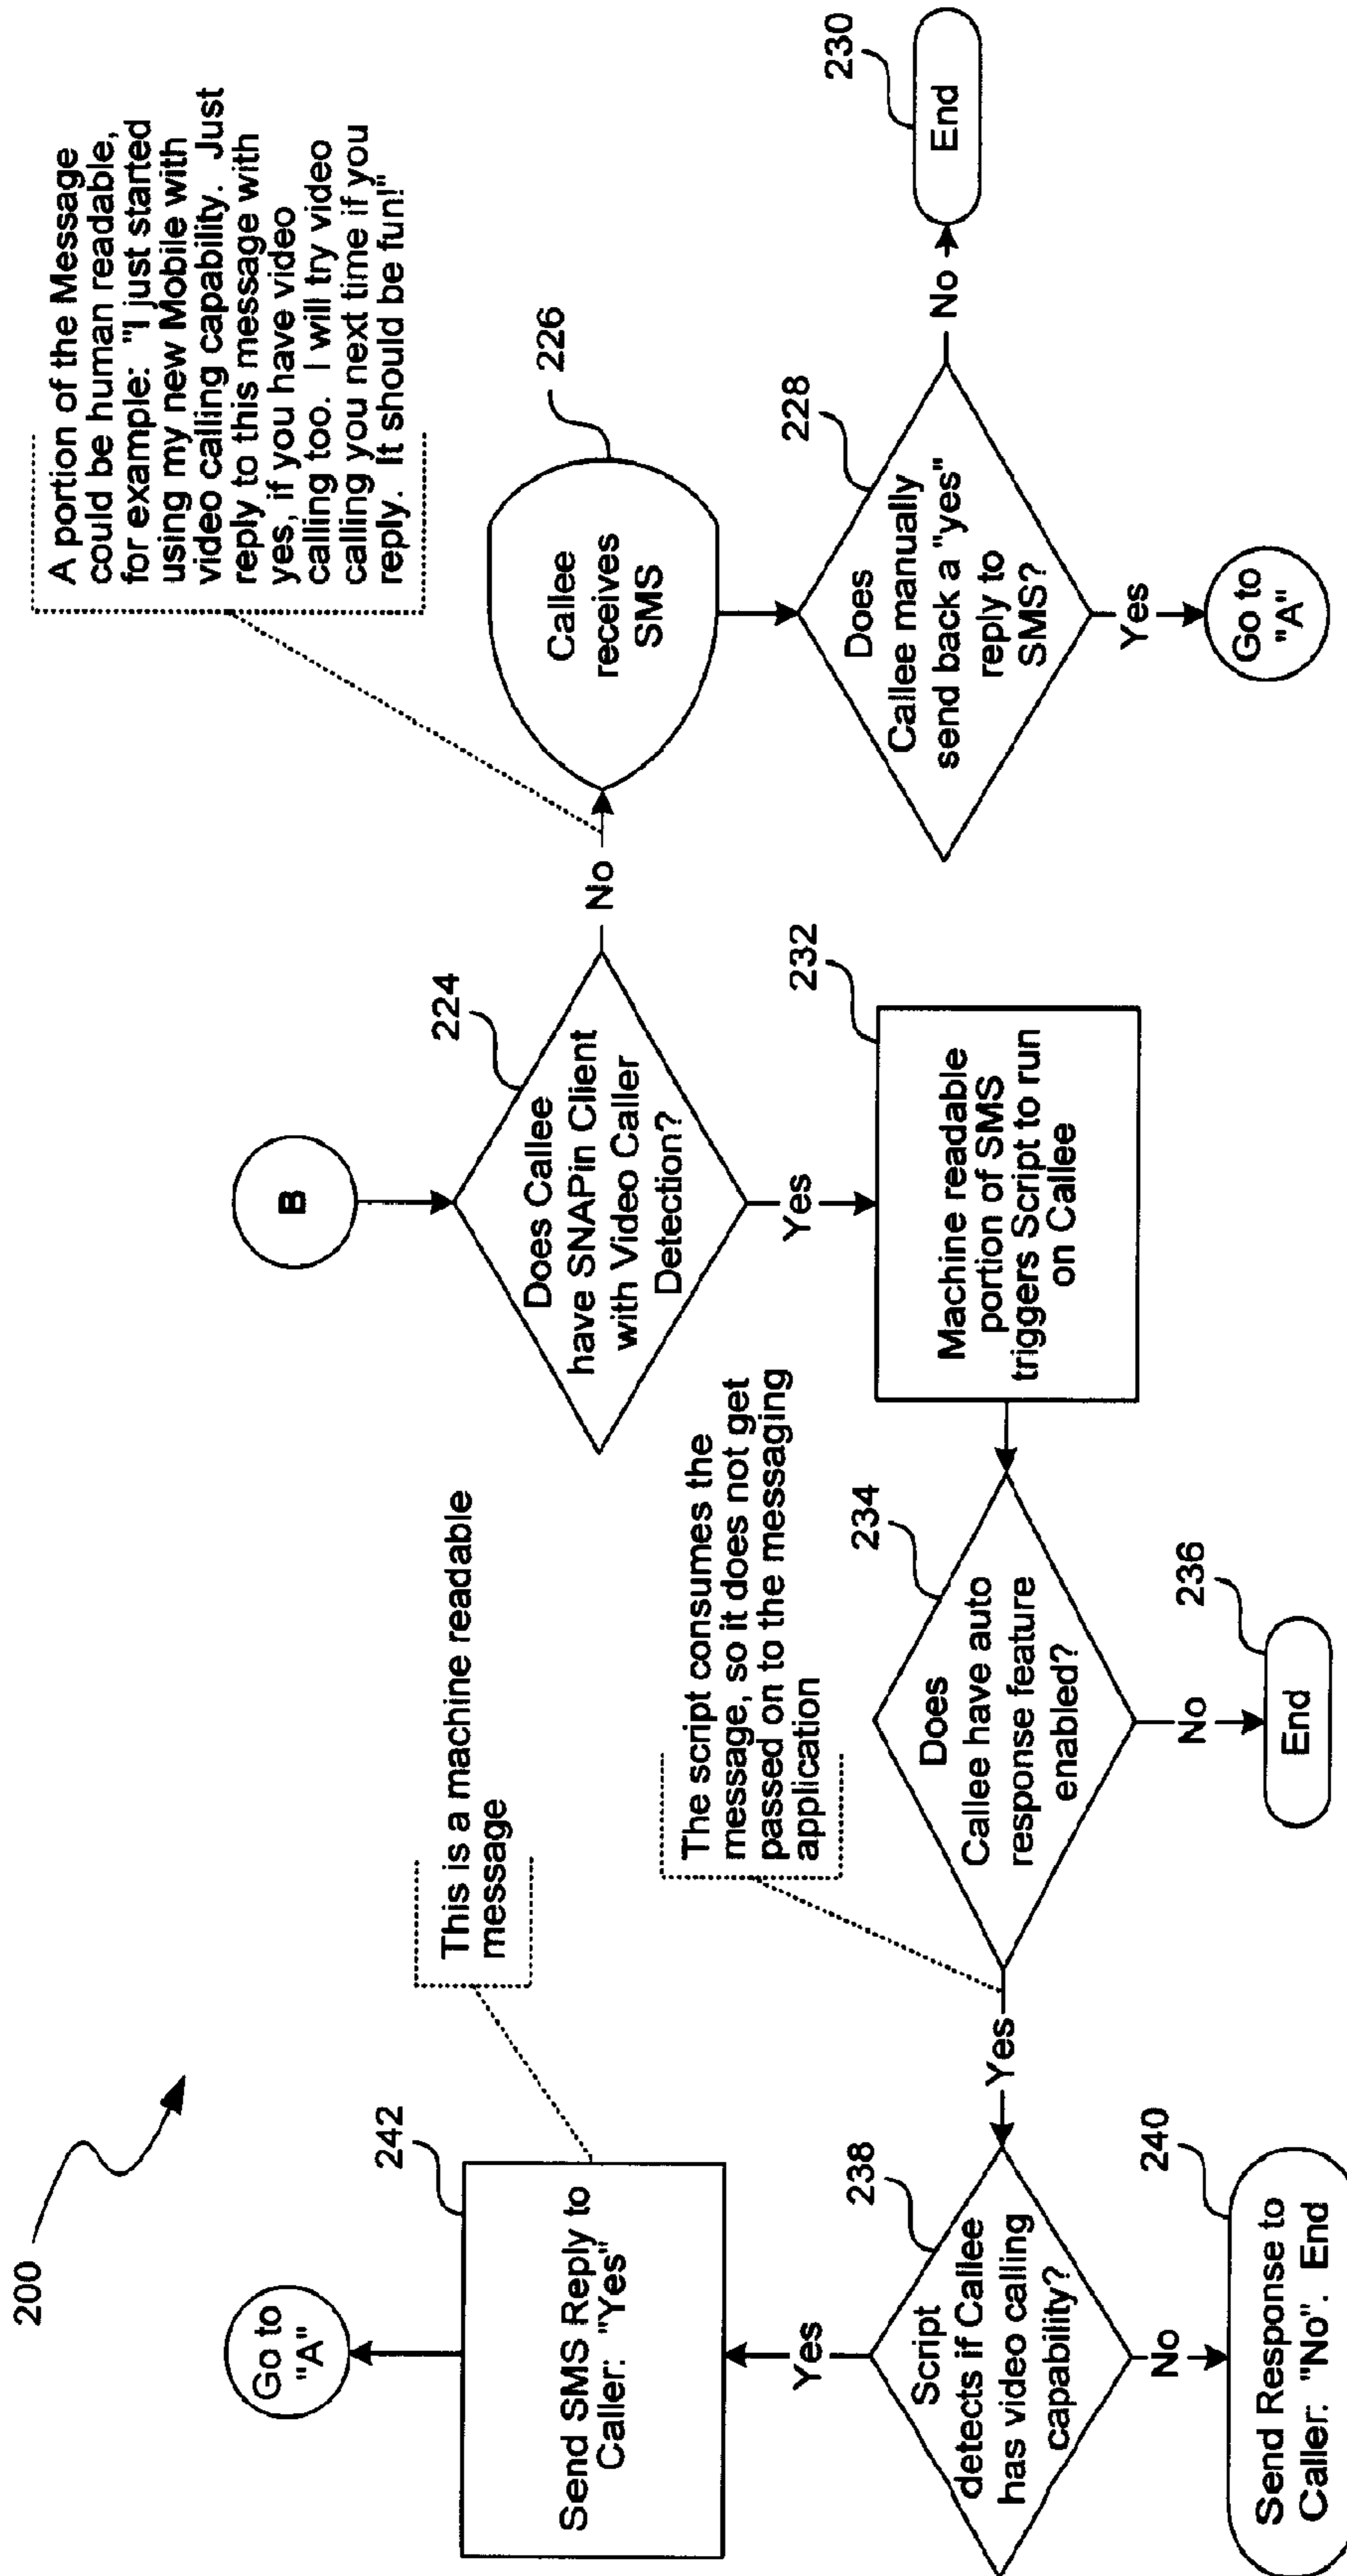 200
B
224
Does Callee
have SNAPin Client
with Video Caller
Detection?
No
A portion of the Message
could be human readable,
for example: "I just started
using my new Mobile with
video calling capability. Just
reply to this message with
yes, if you have video
calling too. I will try video
calling you next time if you
reply. It should be fun!"
226
Callee
receives
SMS
228
Does
Callee manually
send back a "yes"
reply to
SMS?
No
230
End
Yes
Go to
"A"
Yes
232
Machine readable
portion of SMS
triggers Script to run
on Callee
234
Does
Callee have auto
response feature
enabled?
No
236
End
The script consumes the
message, so it does not get
passed on to the messaging
application
Yes
238
Script
detects if Callee
has video calling
capability?
No
240
Send Response to
Caller: "No". End
Yes
242
Send SMS Reply to
Caller: "Yes"
This is a machine readable
message
Go to
"A"